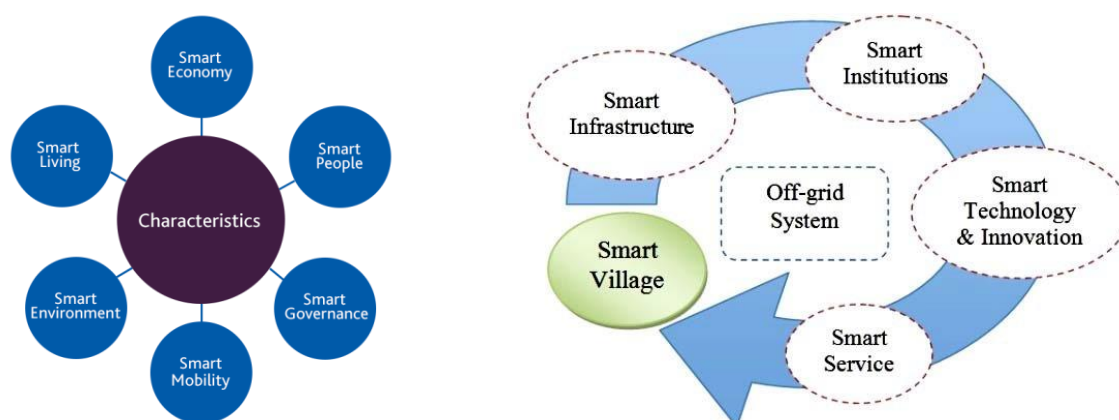 Smart
Economy
Smart
People
Smart
Governance
Smart
Mobility
Smart
Environment
Smart
Living
Characteristics
Smart
Infrastructure
Smart
Institutions
Smart
Technology
& Innovation
Smart
Service
Smart
Village
Off-grid
System